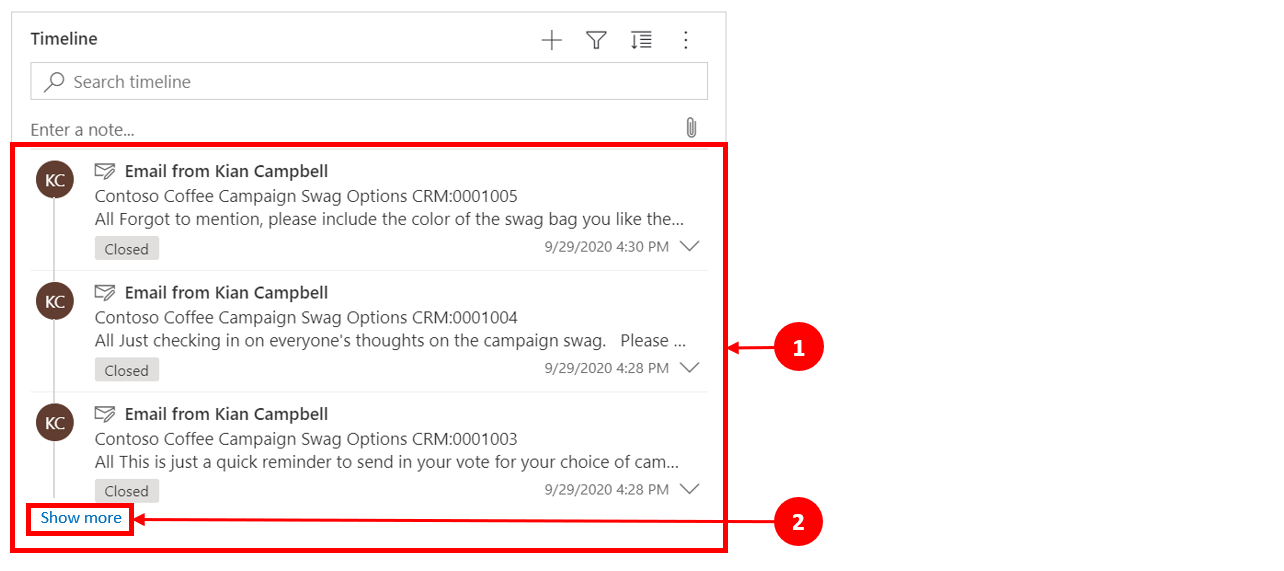 Timeline
Search timeline
Enter a note...
KC
Email from Kian Campbell
Contoso Coffee Campaign Swag Options CRM:0001005
All Forgot to mention, please include the color of the swag bag you like the...
Closed
9/29/2020 4:30 PM
KC
Email from Kian Campbell
Contoso Coffee Campaign Swag Options CRM:0001004
All Just checking in on everyone's thoughts on the campaign swag.   Please ...
1
Closed
9/29/2020 4:28 PM
KC
Email from Kian Campbell
Contoso Coffee Campaign Swag Options CRM:0001003
All This is just a quick reminder to send in your vote for your choice of cam...
Closed
9/29/2020 4:28 PM
Show more
2